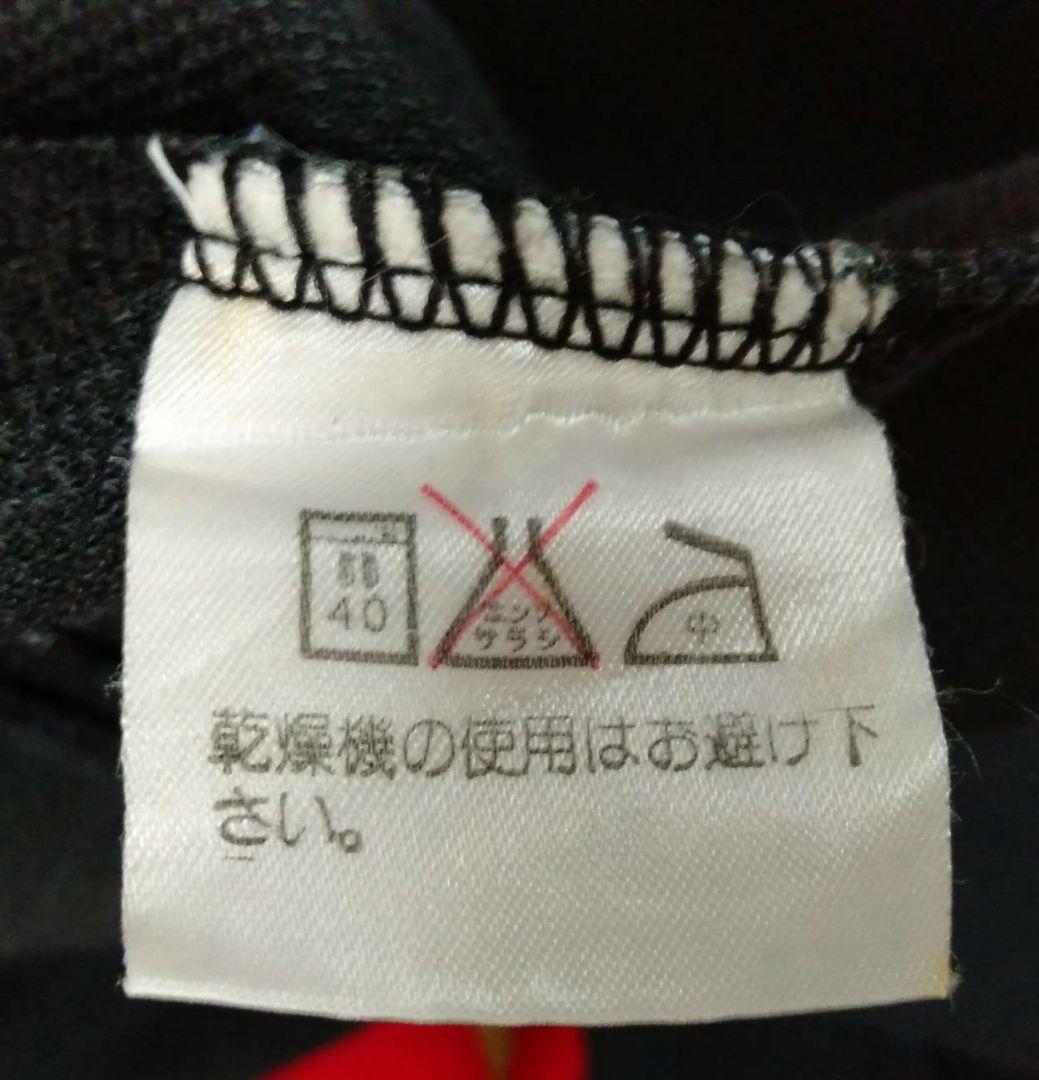 弱
40
エンソ
サラシ
中
乾燥機の使用はお避け下
さい。